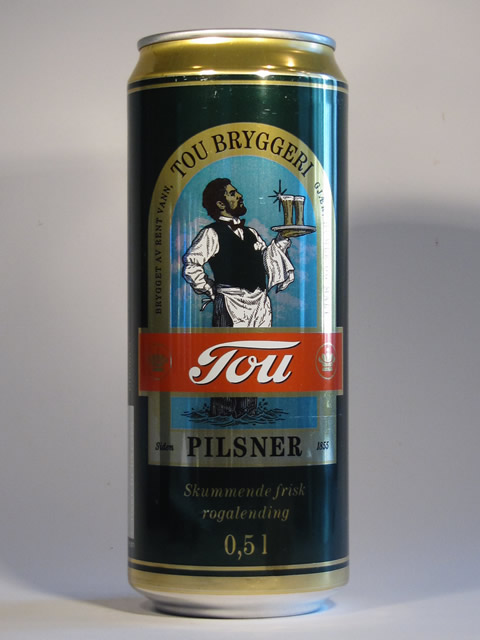 TOU BRYGGERI
BRYGGET AV RENT VANN,
Tou
Siden PILSNER 1855
Skummende frisk
rogalending
0,5 l